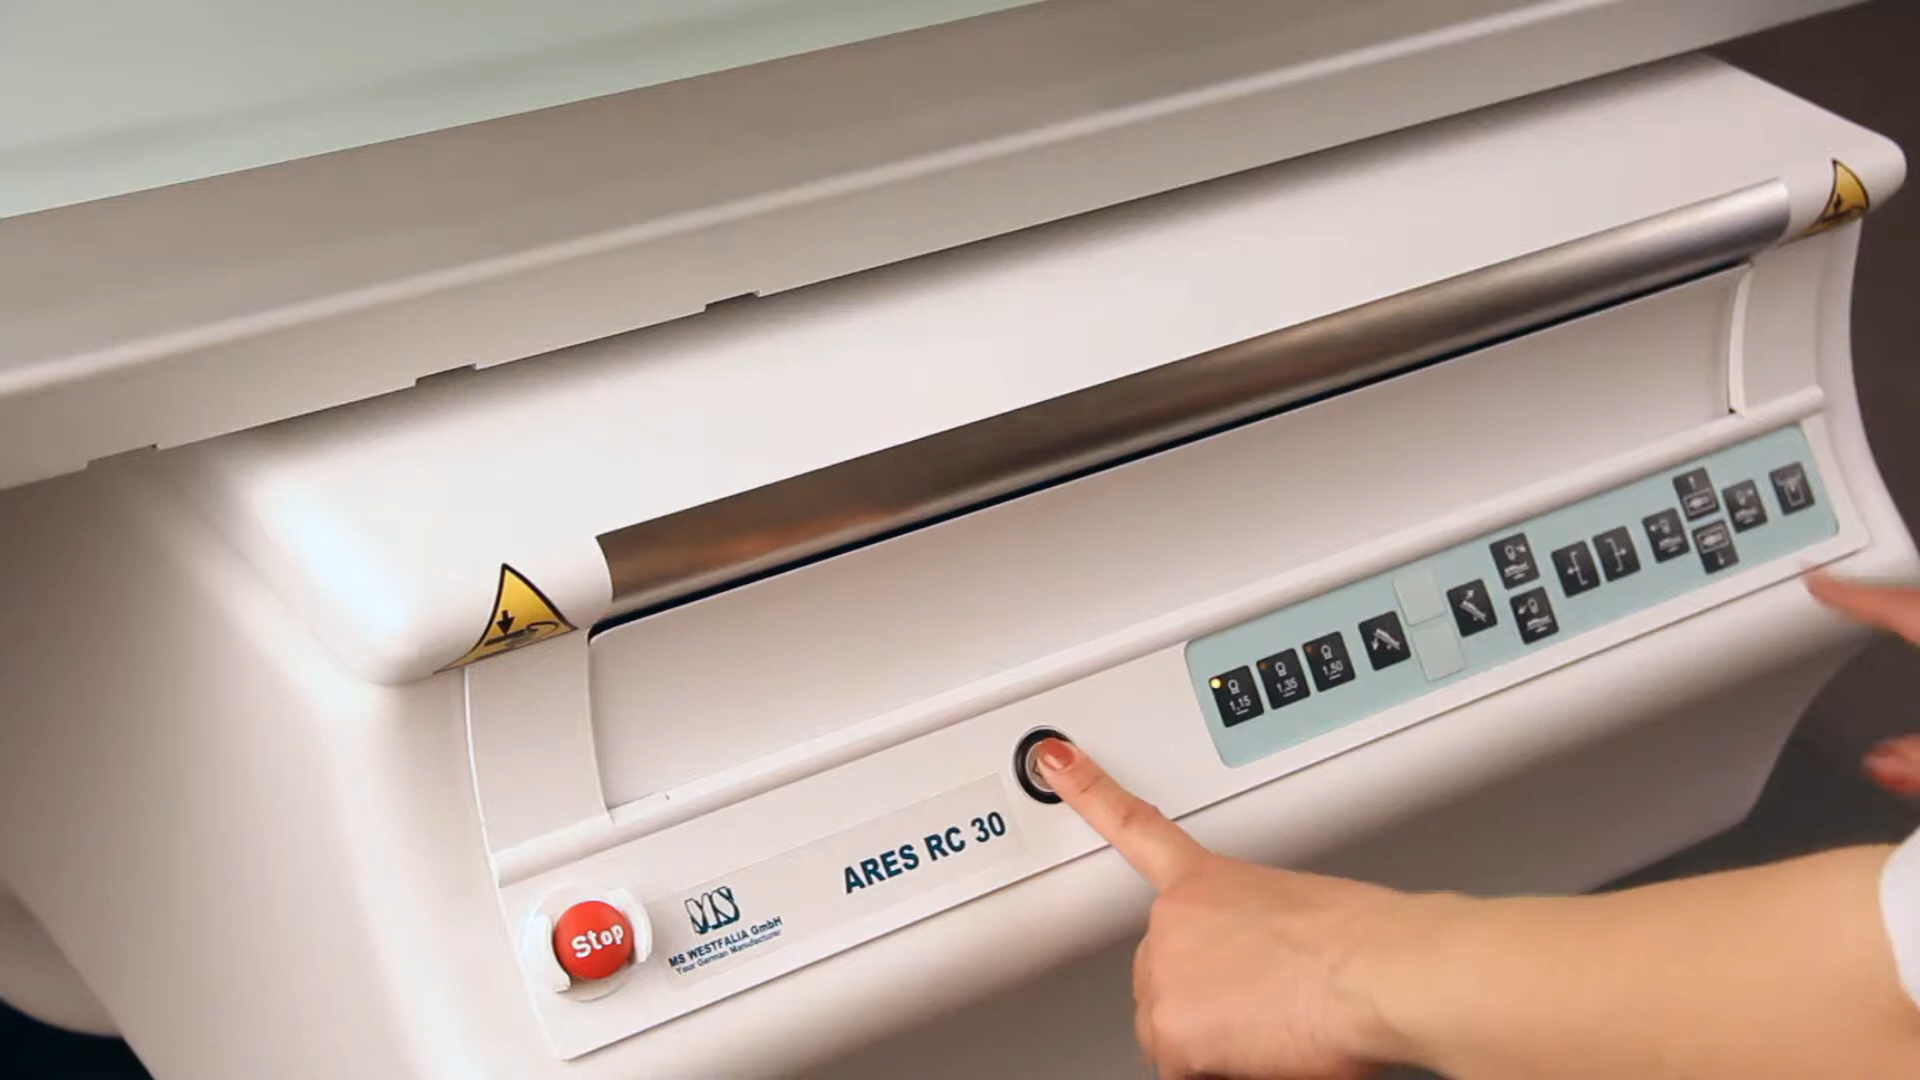 1.15
1.35
1.50
ARES RC 30
Stop
MS
MS WESTFALIA GmbH
Your German Manufacturer